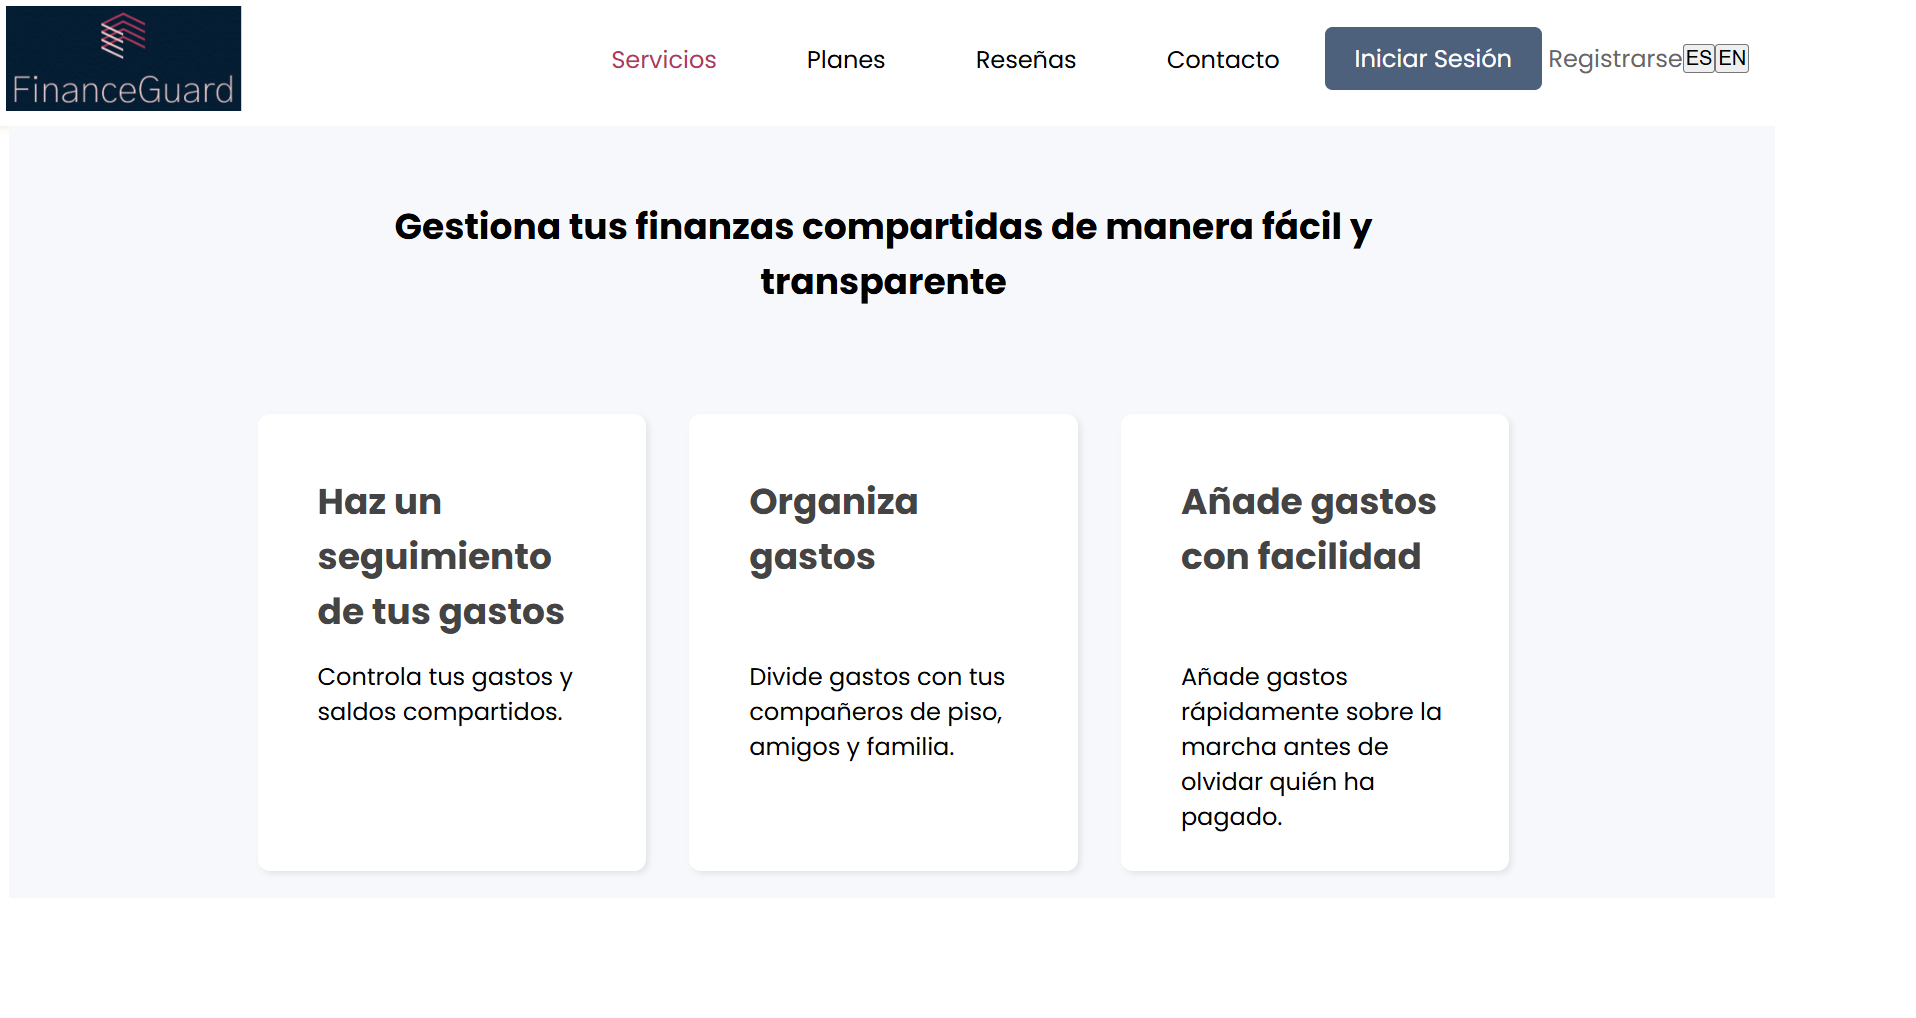 FinanceGuard
Servicios Planes Reseñas Contacto Iniciar Sesión Registrarse ES EN
Gestiona tus finanzas compartidas de manera fácil y
transparente
Haz un
seguimiento
de tus gastos
Controla tus gastos y
saldos compartidos.
Organiza
gastos
Divide gastos con tus
compañeros de piso,
amigos y familia.
Añade gastos
con facilidad
Añade gastos
rápidamente sobre la
marcha antes de
olvidar quién ha
pagado.